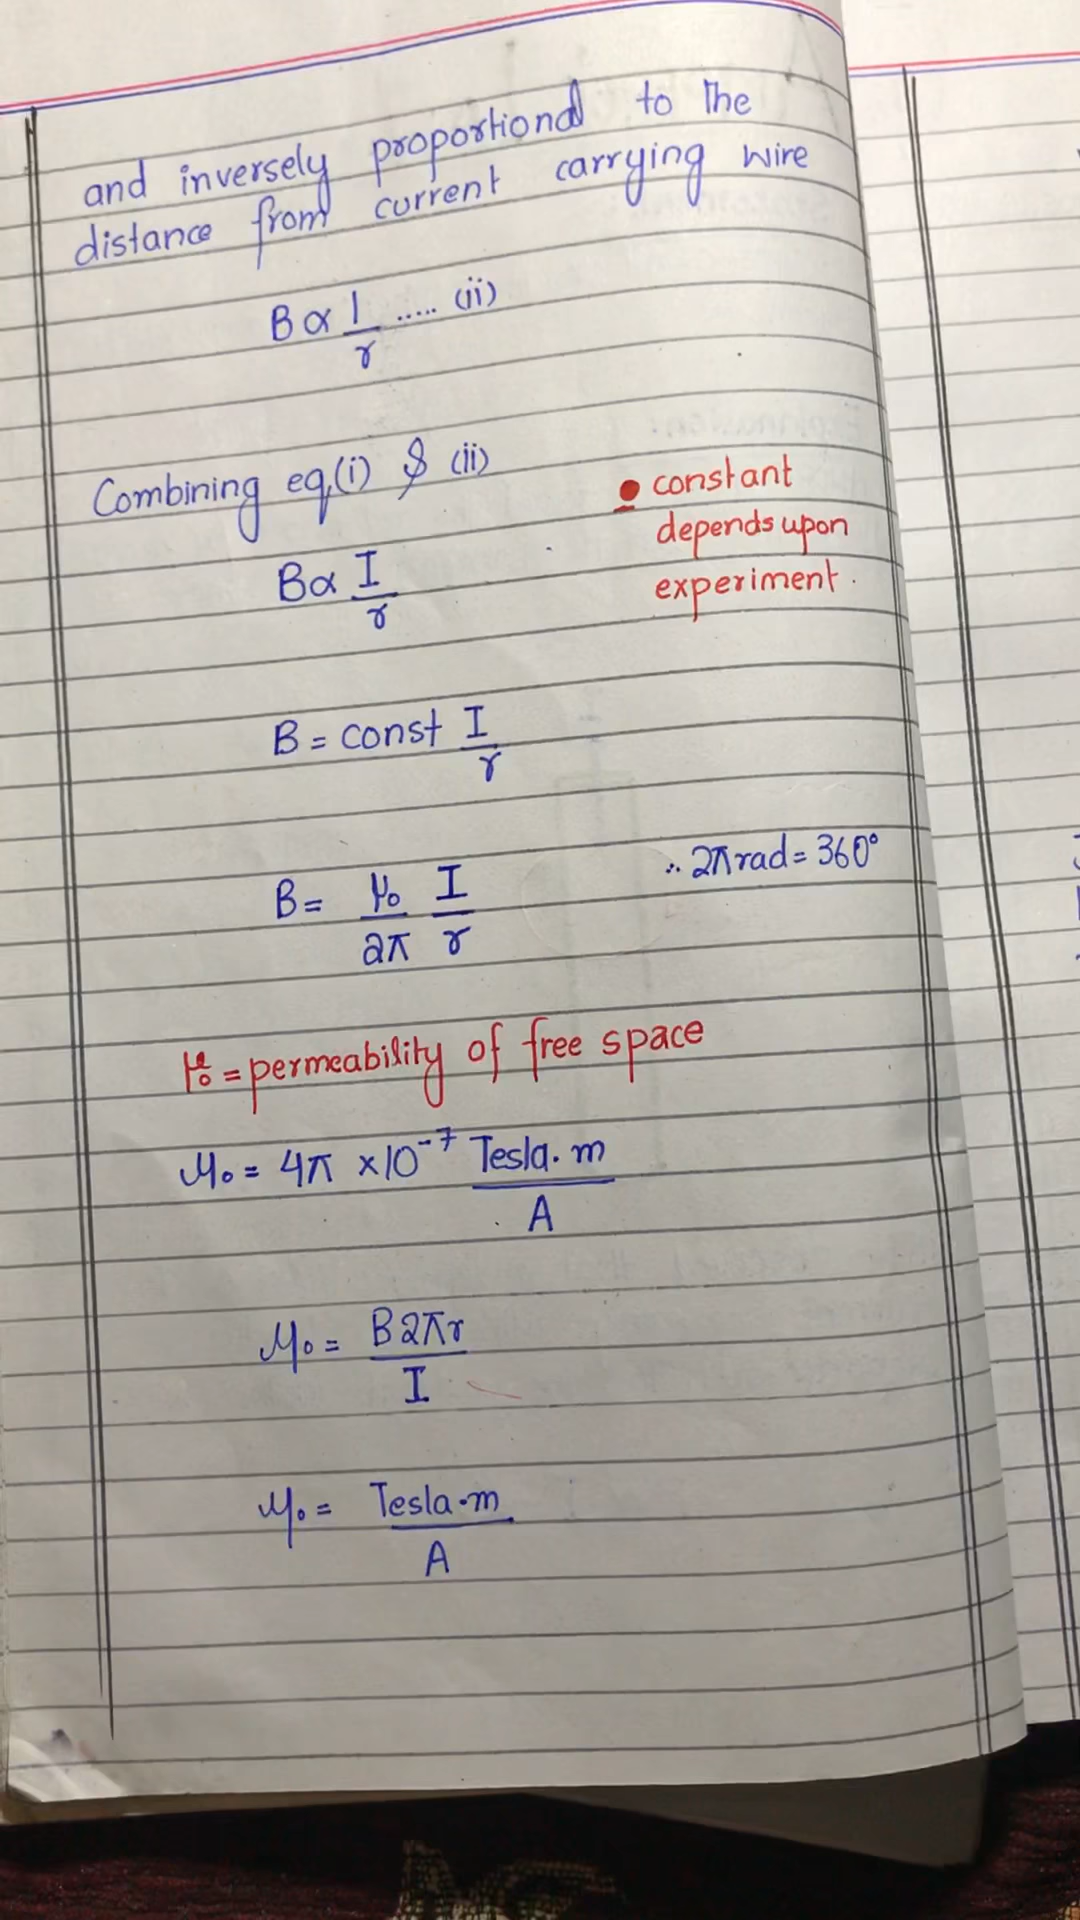 and inversely proportional to the
distance from current carrying wire
B ∝ 1/r ..... (ii)
Combining eq,(i) & (ii)
constant
depends upon
experiment.
B ∝ I/r
B = const I/r
B = μ₀/2π I/r
∴ 2π rad = 360°
μ₀ = permeability of free space
μ₀ = 4π × 10⁻⁷ Tesla. m/A
μ₀ = B2πr/I
μ₀ = Tesla·m/A